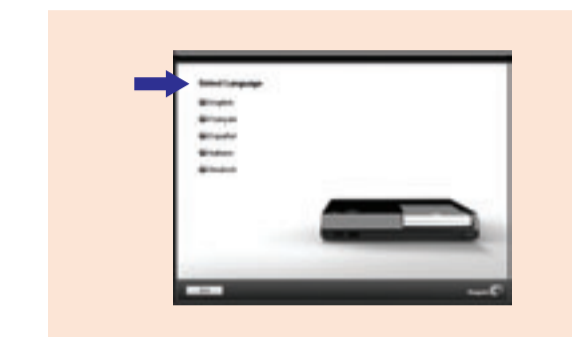 Select Language
English
Français
Español
Italiano
Deutsch